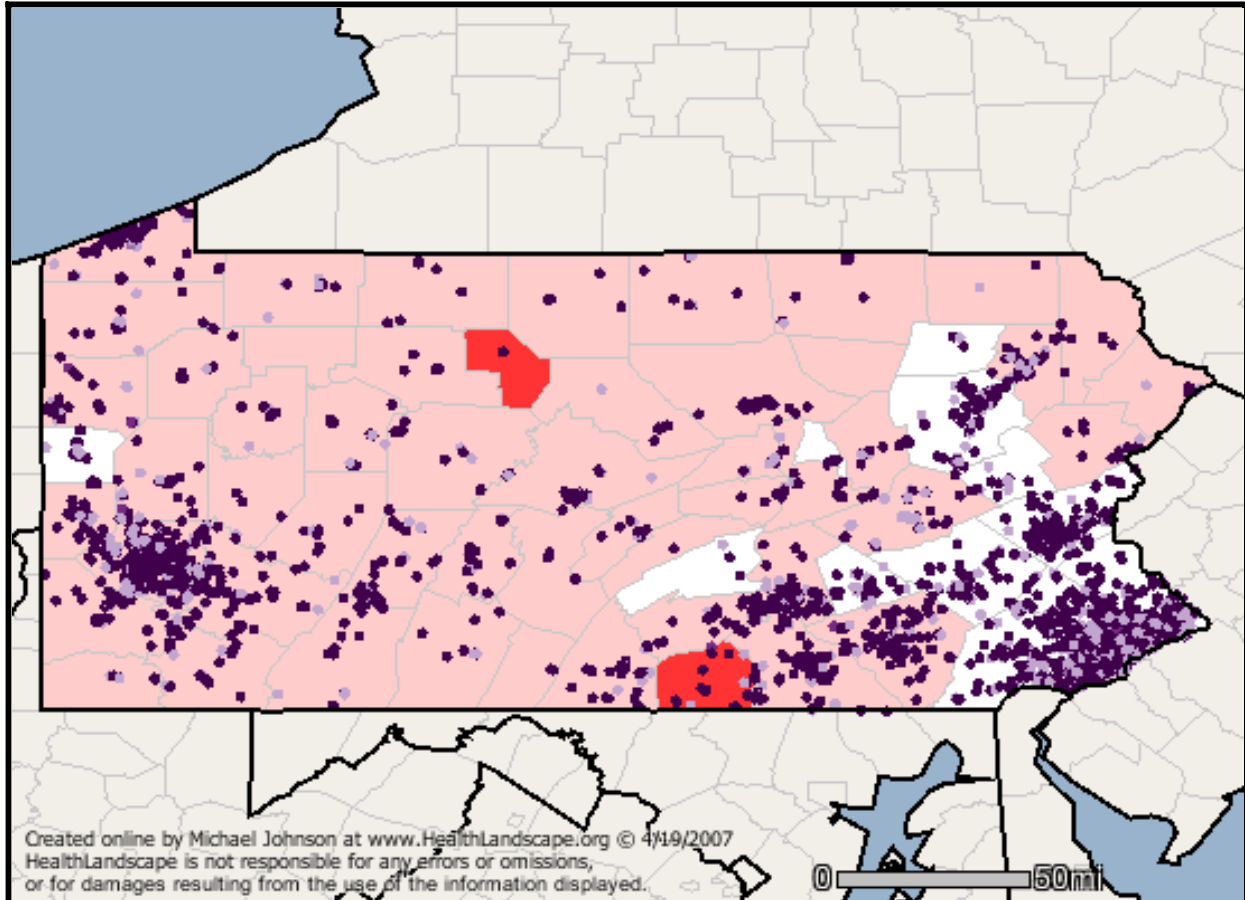 Created online by Michael Johnson at www.HealthLandscape.org © 4/19/2007
HealthLandscape is not responsible for any errors or omissions,
or for damages resulting from the use of the information displayed.
0 50mi